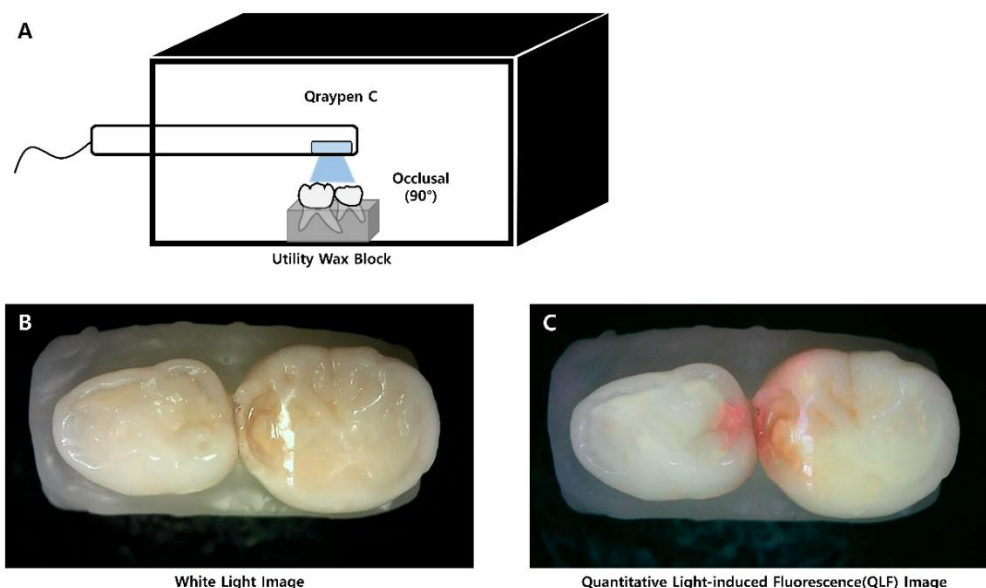 A
Qraypen C
Occlusal
(90°)
Utility Wax Block
B
C
White Light Image
Quantitative Light-induced Fluorescence(QLF) Image